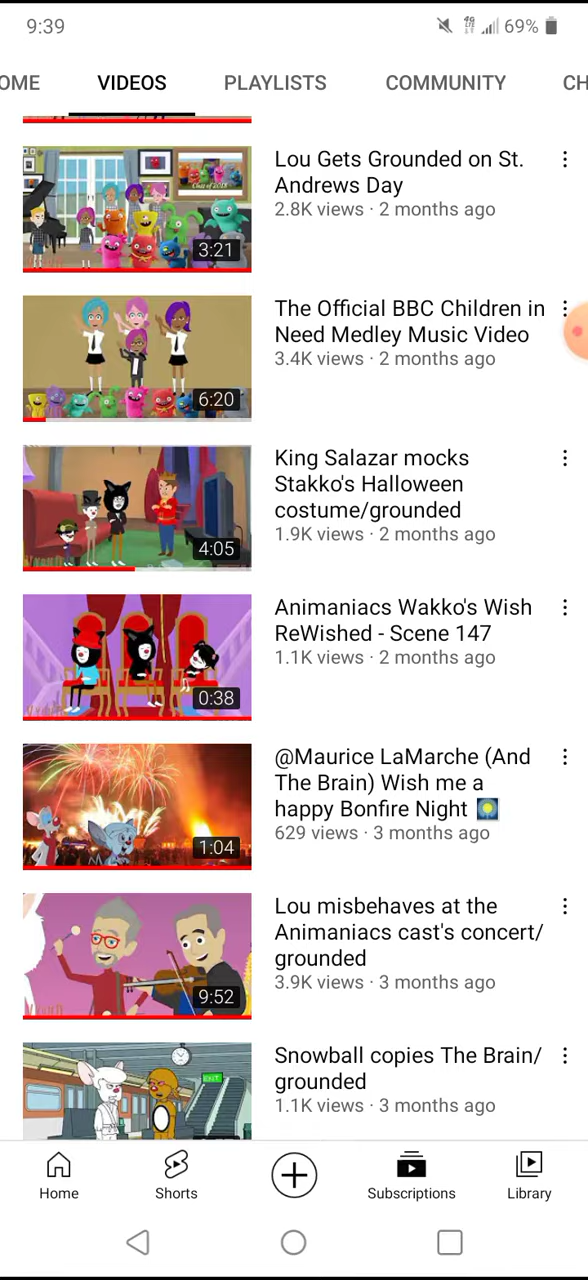 9:39
4G
LTE
69%
OME
VIDEOS
PLAYLISTS
COMMUNITY
CH
Lou Gets Grounded on St.
Andrews Day
2.8K views · 2 months ago
3:21
The Official BBC Children in
Need Medley Music Video
3.4K views · 2 months ago
6:20
King Salazar mocks
Stakko's Halloween
costume/grounded
1.9K views · 2 months ago
4:05
Animaniacs Wakko's Wish
ReWished - Scene 147
1.1K views · 2 months ago
0:38
@Maurice LaMarche (And
The Brain) Wish me a
happy Bonfire Night 🎇
629 views · 3 months ago
1:04
Lou misbehaves at the
Animaniacs cast's concert/
grounded
3.9K views · 3 months ago
9:52
Snowball copies The Brain/
grounded
1.1K views · 3 months ago
EXIT
Home
Shorts
Subscriptions
Library